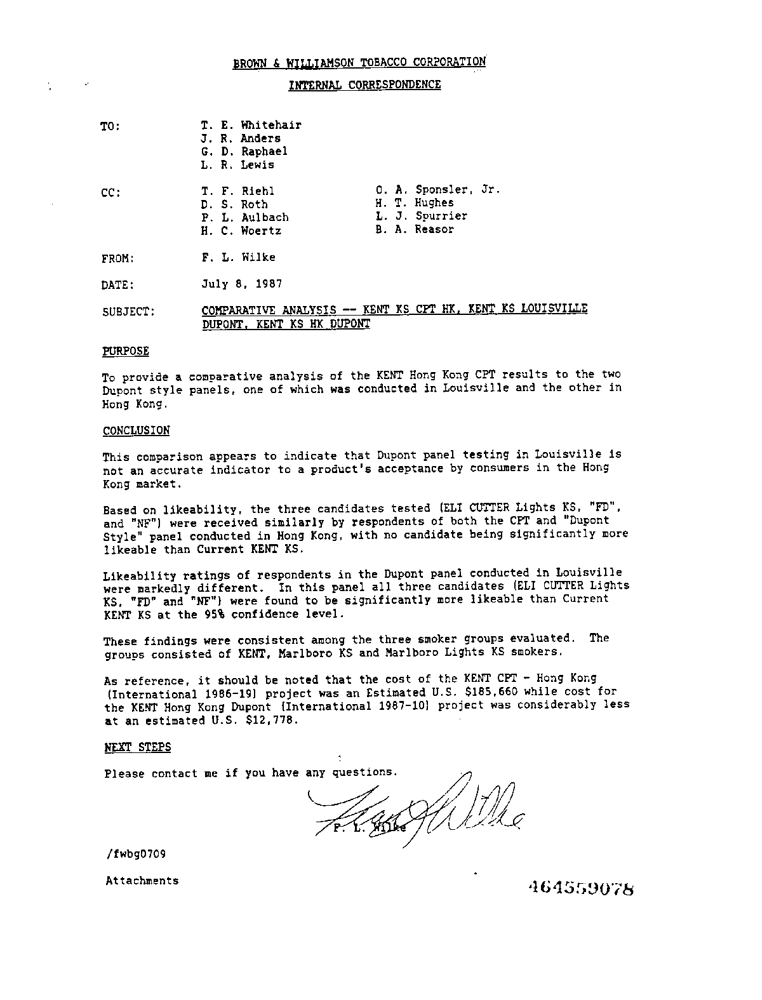 BROWN & WILLIAMSON TOBACCO CORPORATION
INTERNAL CORRESPONDENCE
TO: T. E. Whitehair
J. R. Anders
G. D. Raphael
L. R. Lewis
CC: T. F. Riehl O. A. Sponsler, Jr.
D. S. Roth H. T. Hughes
P. L. Aulbach L. J. Spurrier
H. C. Woertz B. A. Reasor
FROM: F. L. Wilke
DATE: July 8, 1987
SUBJECT: COMPARATIVE ANALYSIS -- KENT KS CPT HK, KENT KS LOUISVILLE
DUPONT, KENT KS HK DUPONT
PURPOSE
To provide a comparative analysis of the KENT Hong Kong CPT results to the two
Dupont style panels, one of which was conducted in Louisville and the other in
Hong Kong.
CONCLUSION
This comparison appears to indicate that Dupont panel testing in Louisville is
not an accurate indicator to a product's acceptance by consumers in the Hong
Kong market.
Based on likeability, the three candidates tested (ELI CUTTER Lights KS, "FD",
and "NF") were received similarly by respondents of both the CPT and "Dupont
Style" panel conducted in Hong Kong, with no candidate being significantly more
likeable than Current KENT KS.
Likeability ratings of respondents in the Dupont panel conducted in Louisville
were markedly different. In this panel all three candidates (ELI CUTTER Lights
KS, "FD" and "NF") were found to be significantly more likeable than Current
KENT KS at the 95% confidence level.
These findings were consistent among the three smoker groups evaluated. The
groups consisted of KENT, Marlboro KS and Marlboro Lights KS smokers.
As reference, it should be noted that the cost of the KENT CPT - Hong Kong
(International 1986-19) project was an Estimated U.S. $185,660 while cost for
the KENT Hong Kong Dupont (International 1987-10) project was considerably less
at an estimated U.S. $12,778.
NEXT STEPS
Please contact me if you have any questions.
F. L. Wilke
/fwbg0709
Attachments
464559078